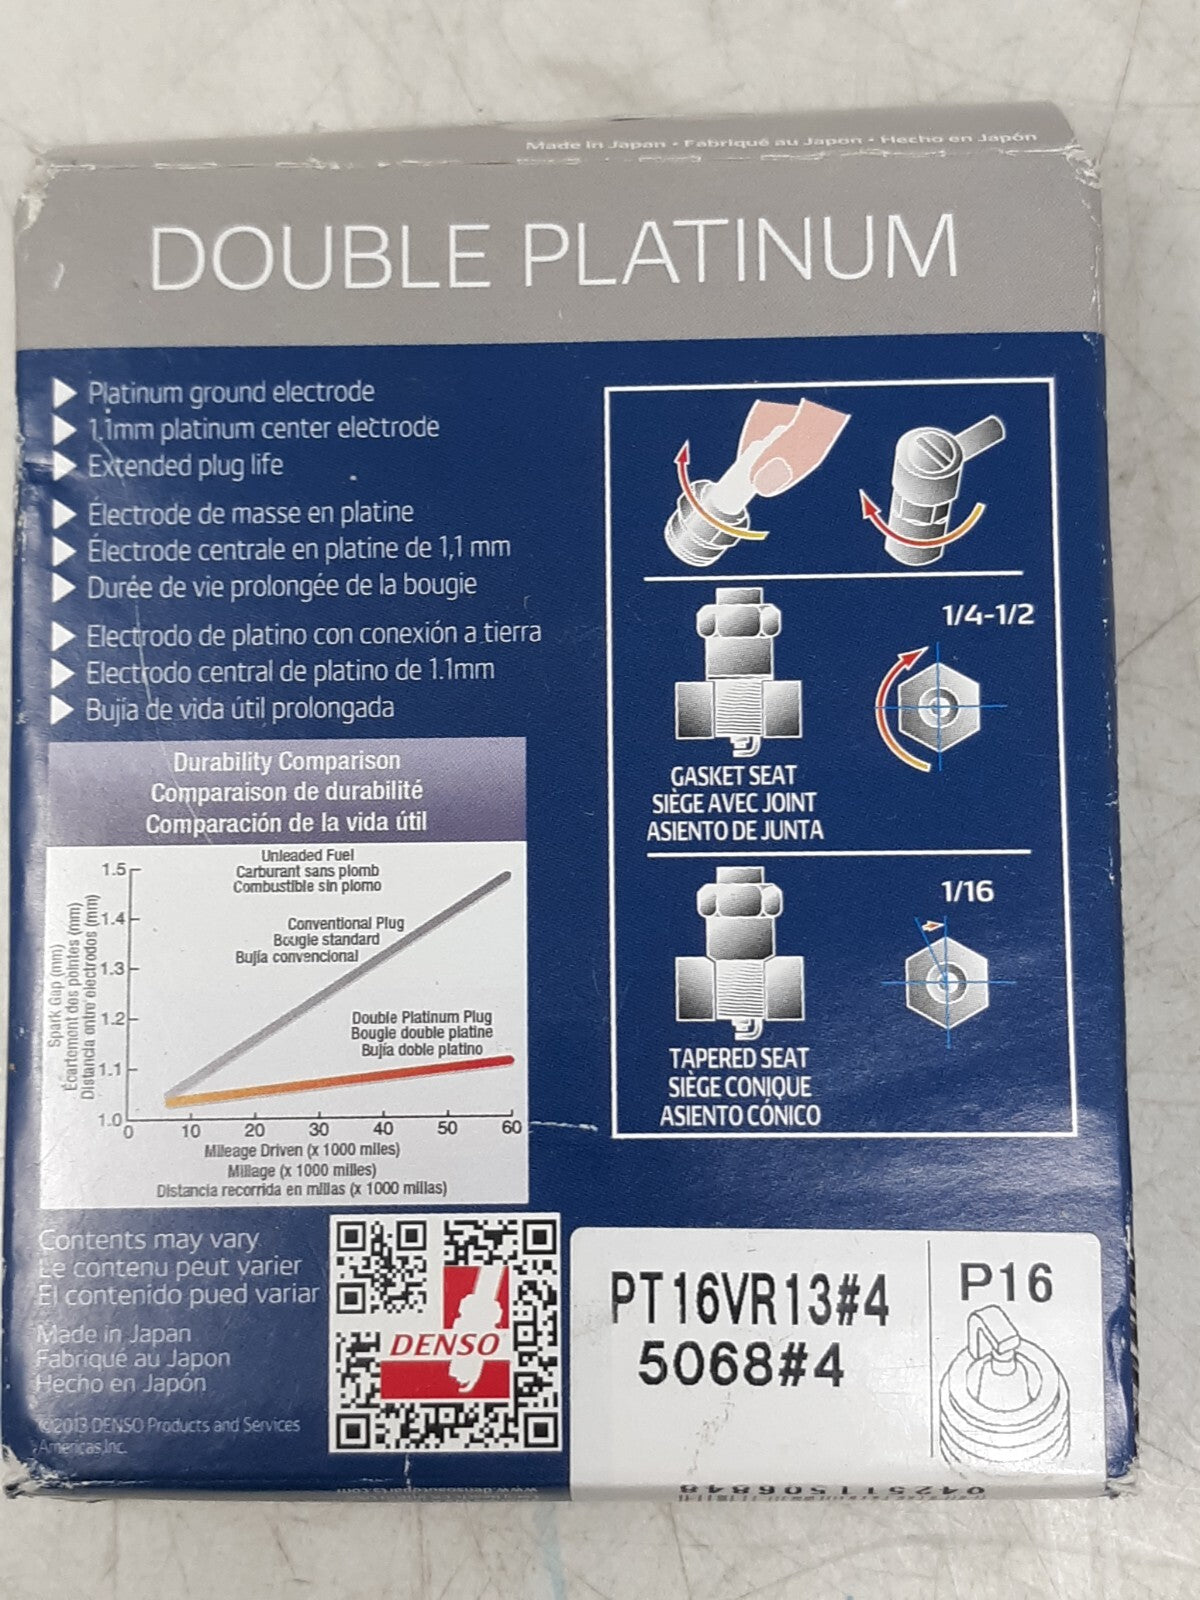 Made in Japan • Fabriqué au Japon • Hecho en Japón
DOUBLE PLATINUM
Platinum ground electrode
1.1mm platinum center electrode
Extended plug life
Électrode de masse en platine
Électrode centrale en platine de 1,1 mm
Durée de vie prolongée de la bougie
Electrodo de platino con conexión a tierra
Electrodo central de platino de 1.1mm
Bujía de vida útil prolongada
1/4-1/2
GASKET SEAT
SIÈGE AVEC JOINT
ASIENTO DE JUNTA
1/16
TAPERED SEAT
SIÈGE CONIQUE
ASIENTO CÓNICO
Durability Comparison
Comparaison de durabilité
Comparación de la vida útil
Unleaded Fuel
Carburant sans plomb
Combustible sin plomo
Conventional Plug
Bougie standard
Bujía convencional
Double Platinum Plug
Bougie double platine
Bujía doble platino
Spark Gap (mm)
Écartement des pointes (mm)
Distancia entre electrodos (mm)
1.5
1.4
1.3
1.2
1.1
1.0
0 10 20 30 40 50 60
Mileage Driven (x 1000 miles)
Millage (x 1000 milles)
Distancia recorrida en millas (x 1000 millas)
Contents may vary
Le contenu peut varier
El contenido pued variar
Made in Japan
Fabriqué au Japon
Hecho en Japón
©2013 DENSO Products and Services
Americas, Inc.
DENSO
PT16VR13#4
5068#4
P16
www.densoautoparts.com
042511506848